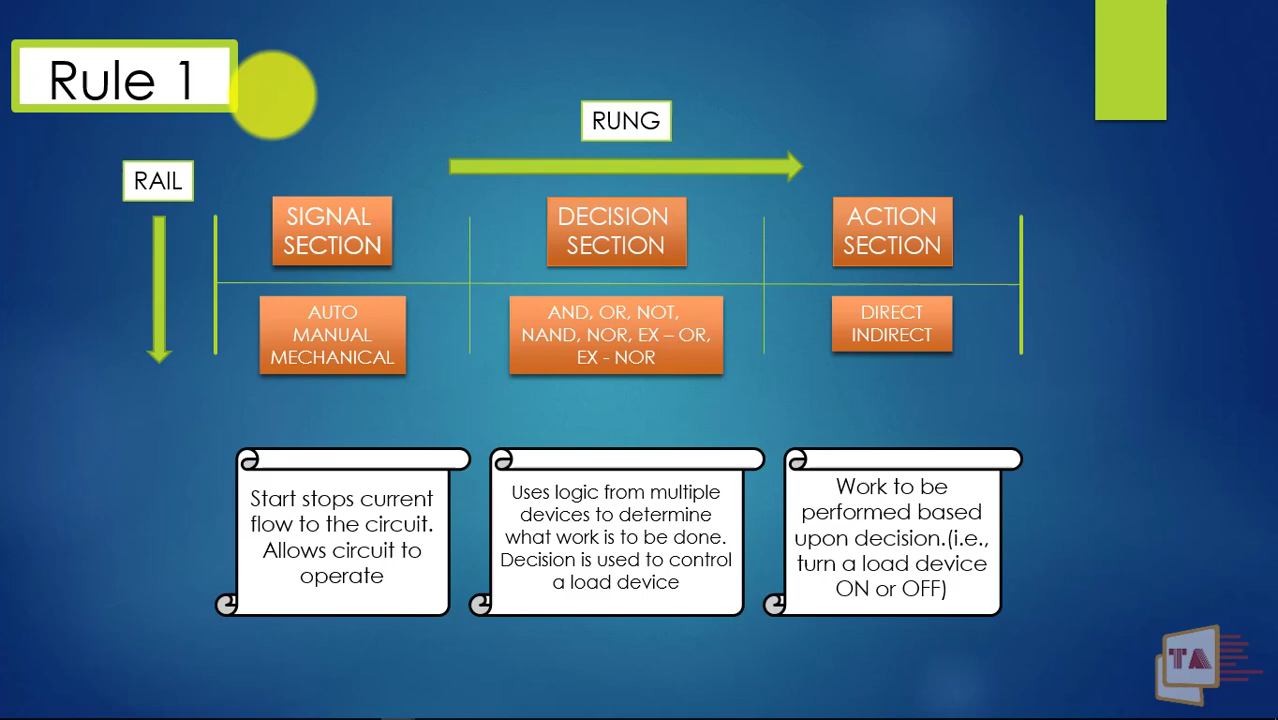 Rule 1
RUNG
RAIL
SIGNAL
SECTION
DECISION
SECTION
ACTION
SECTION
AUTO
MANUAL
MECHANICAL
AND, OR, NOT,
NAND, NOR, EX – OR,
EX - NOR
DIRECT
INDIRECT
Start stops current
flow to the circuit.
Allows circuit to
operate
Uses logic from multiple
devices to determine
what work is to be done.
Decision is used to control
a load device
Work to be
performed based
upon decision.(i.e.,
turn a load device
ON or OFF)
TA